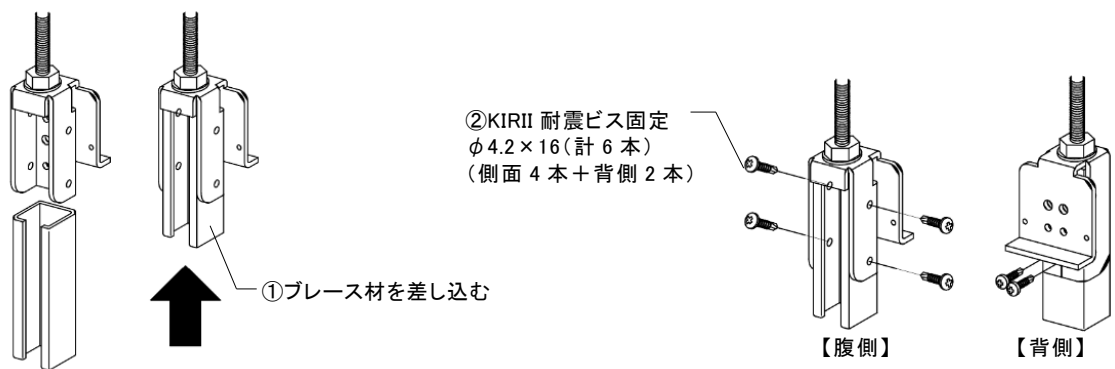 ①ブレース材を差し込む
②KIRII 耐震ビス固定
φ4.2×16(計 6 本)
(側面 4 本＋背側 2 本)
【腹側】
【背側】